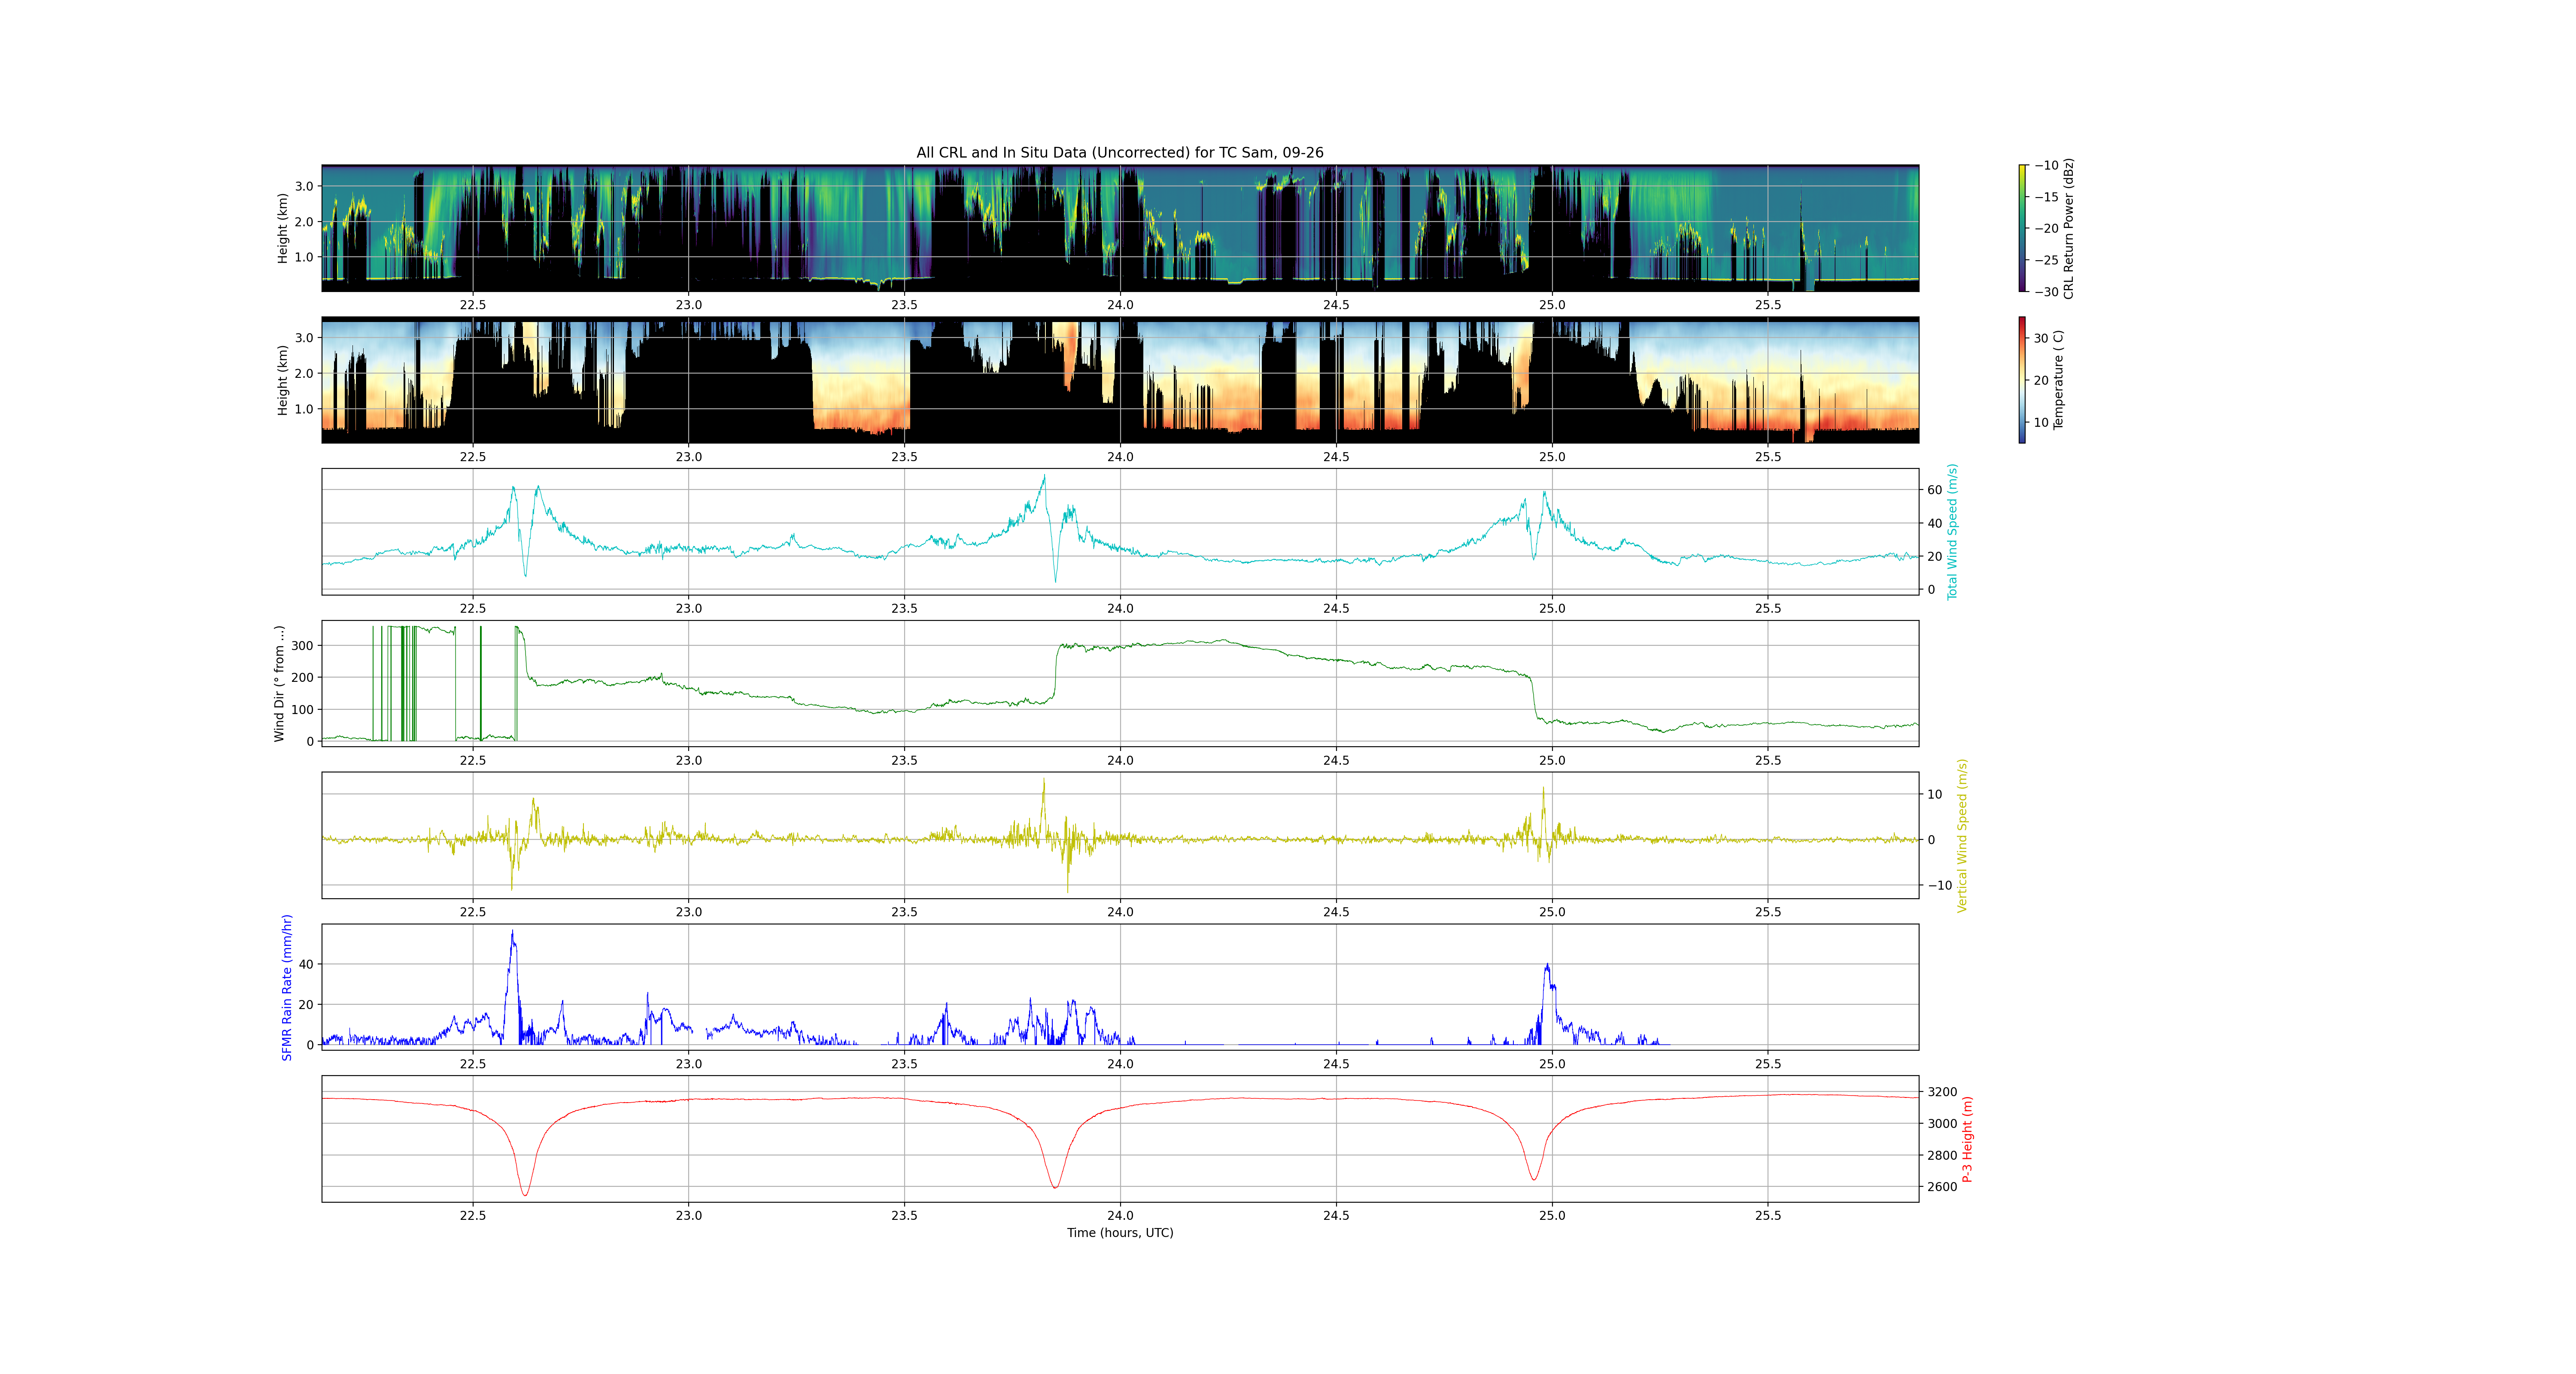 All CRL and In Situ Data (Uncorrected) for TC Sam, 09-26
Height (km)
3.0
2.0
1.0
22.5 23.0 23.5 24.0 24.5 25.0 25.5
−10
−15
−20
−25
−30
CRL Return Power (dBz)
Height (km)
3.0
2.0
1.0
22.5 23.0 23.5 24.0 24.5 25.0 25.5
30
20
10
Temperature ( C)
60
40
20
0
Total Wind Speed (m/s)
22.5 23.0 23.5 24.0 24.5 25.0 25.5
Wind Dir (° from ...)
300
200
100
0
22.5 23.0 23.5 24.0 24.5 25.0 25.5
10
0
−10
Vertical Wind Speed (m/s)
22.5 23.0 23.5 24.0 24.5 25.0 25.5
SFMR Rain Rate (mm/hr)
40
20
0
22.5 23.0 23.5 24.0 24.5 25.0 25.5
3200
3000
2800
2600
P-3 Height (m)
22.5 23.0 23.5 24.0 24.5 25.0 25.5
Time (hours, UTC)